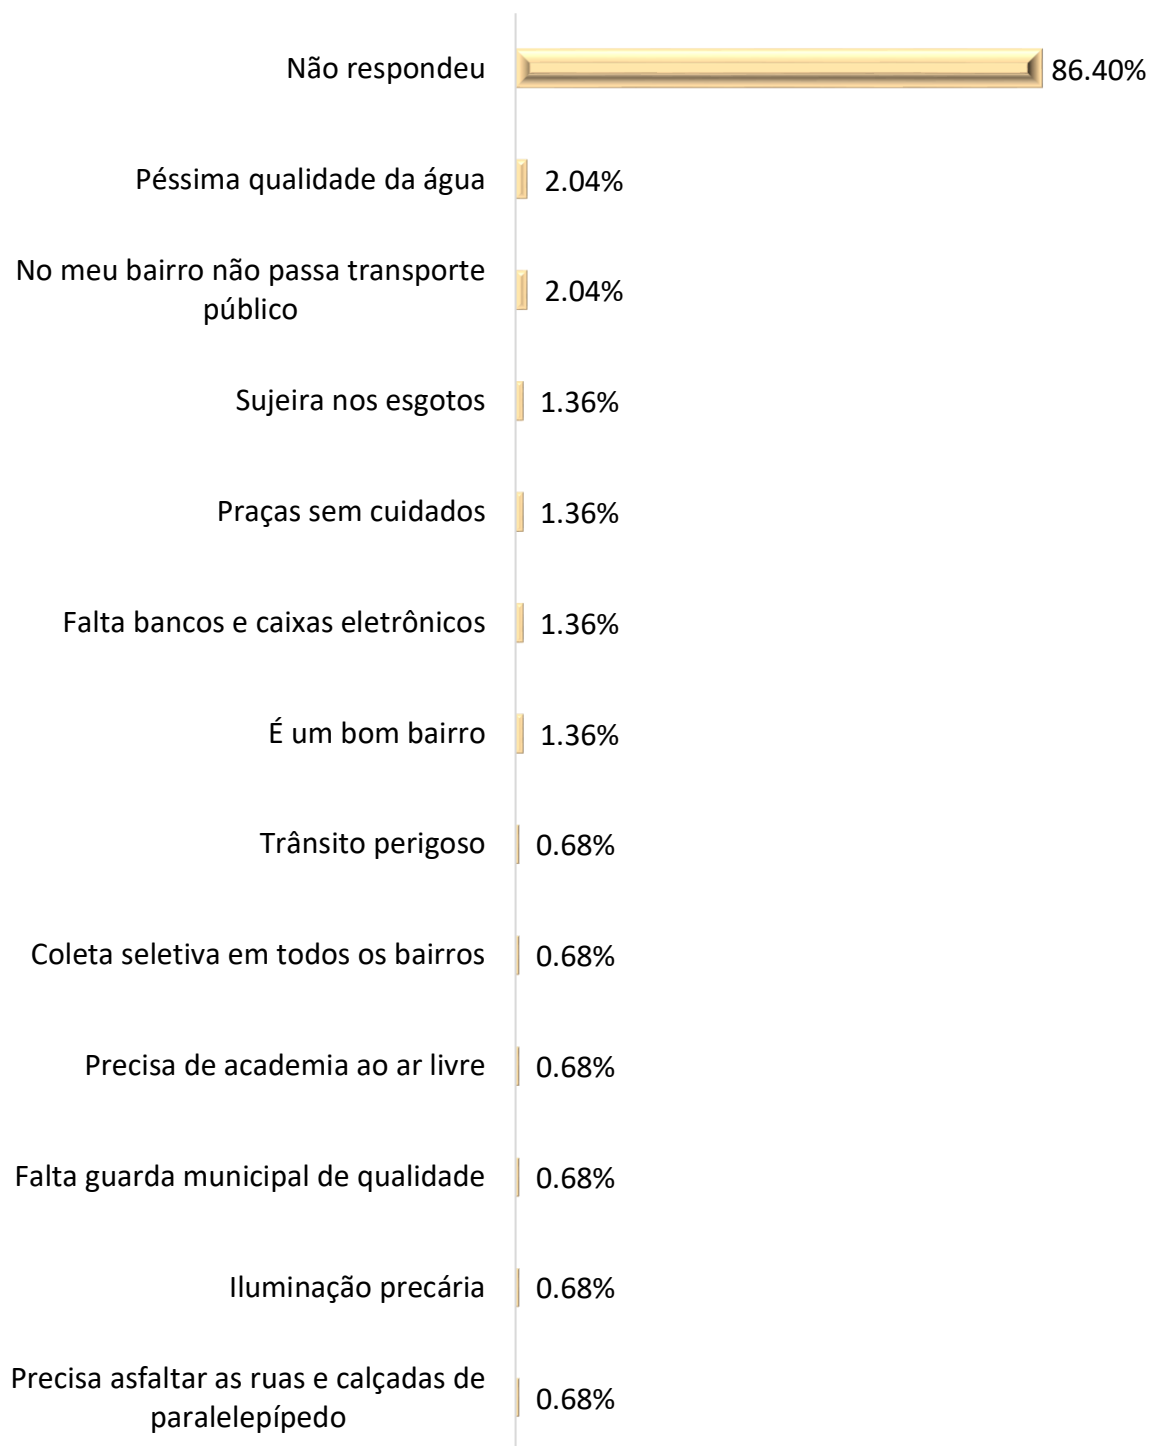 Não respondeu 86.40%
Péssima qualidade da água 2.04%
No meu bairro não passa transporte
público 2.04%
Sujeira nos esgotos 1.36%
Praças sem cuidados 1.36%
Falta bancos e caixas eletrônicos 1.36%
É um bom bairro 1.36%
Trânsito perigoso 0.68%
Coleta seletiva em todos os bairros 0.68%
Precisa de academia ao ar livre 0.68%
Falta guarda municipal de qualidade 0.68%
Iluminação precária 0.68%
Precisa asfaltar as ruas e calçadas de
paralelepípedo 0.68%